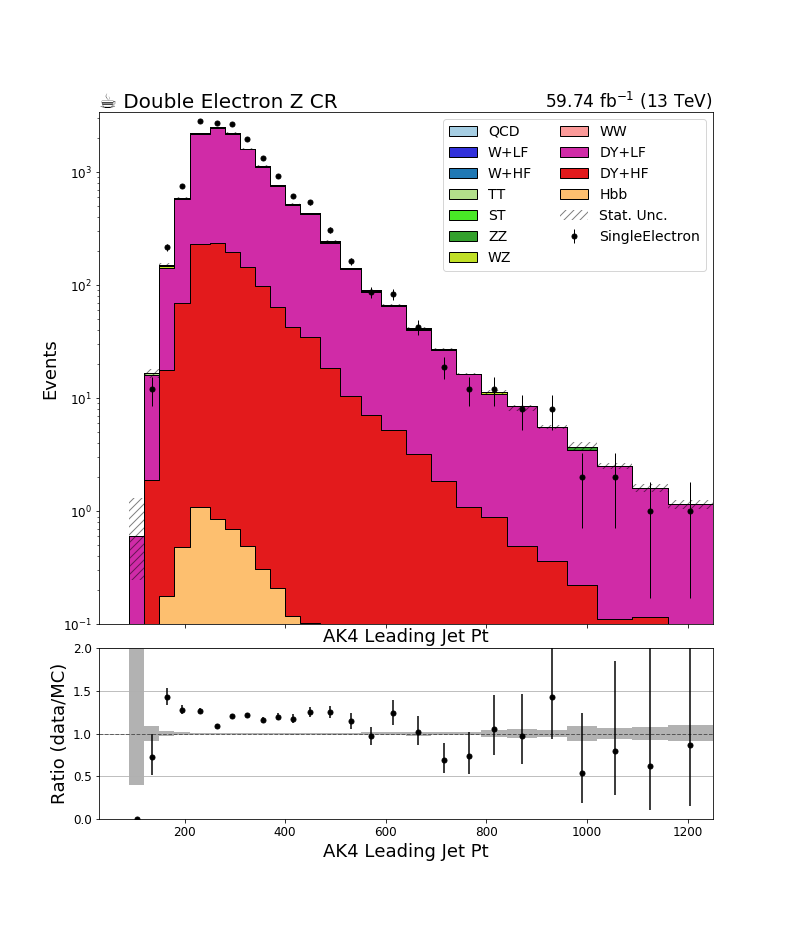 ☕ Double Electron Z CR 59.74 fb⁻¹ (13 TeV)
QCD WW
W+LF DY+LF
W+HF DY+HF
TT Hbb
ST Stat. Unc.
ZZ SingleElectron
WZ
10³
10²
10¹
10⁰
10⁻¹
Events
AK4 Leading Jet Pt
2.0
1.5
1.0
0.5
0.0
Ratio (data/MC)
200 400 600 800 1000 1200
AK4 Leading Jet Pt